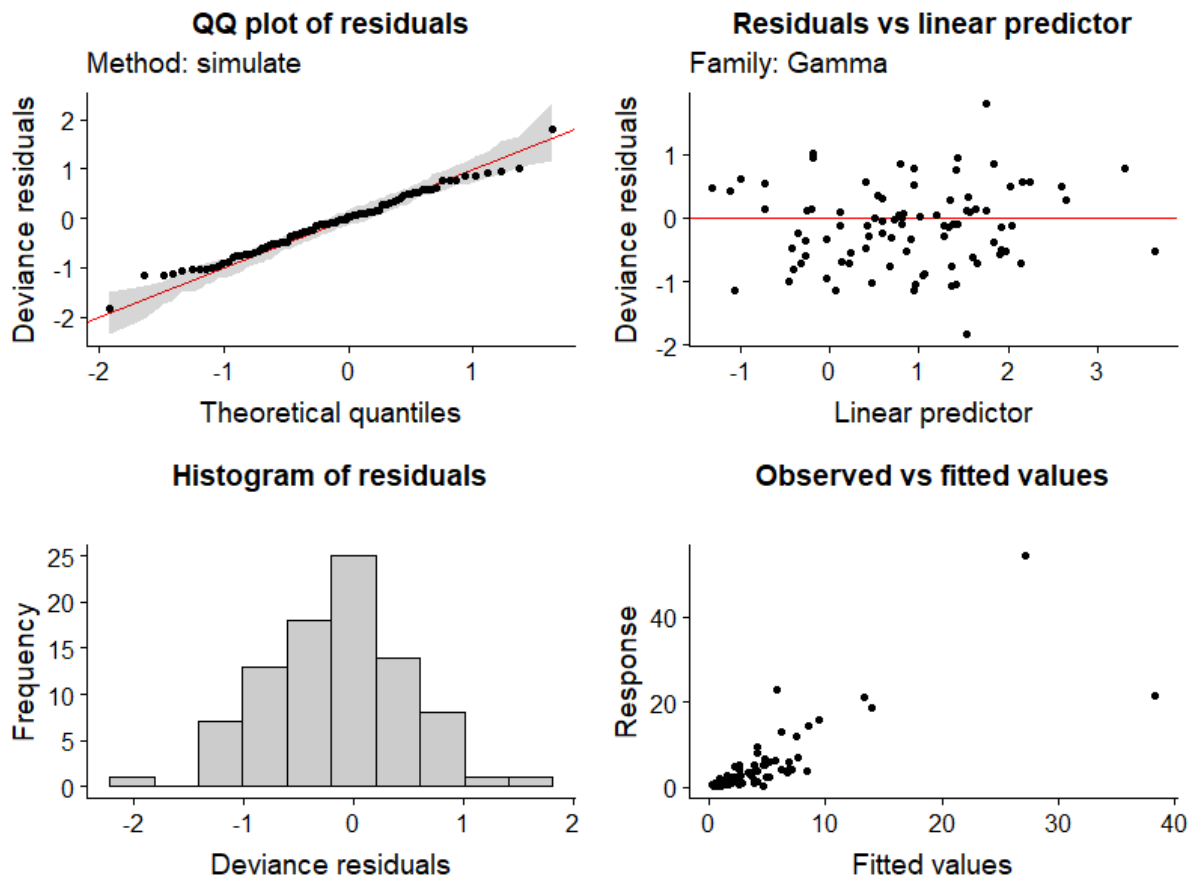 QQ plot of residuals
Method: simulate
Deviance residuals
2
1
0
-1
-2
-2
-1
0
1
Theoretical quantiles
Residuals vs linear predictor
Family: Gamma
Deviance residuals
1
0
-1
-2
-1
0
1
2
3
Linear predictor
Histogram of residuals
Frequency
25
20
15
10
5
0
-2
-1
0
1
2
Deviance residuals
Observed vs fitted values
Response
40
20
0
0
10
20
30
40
Fitted values